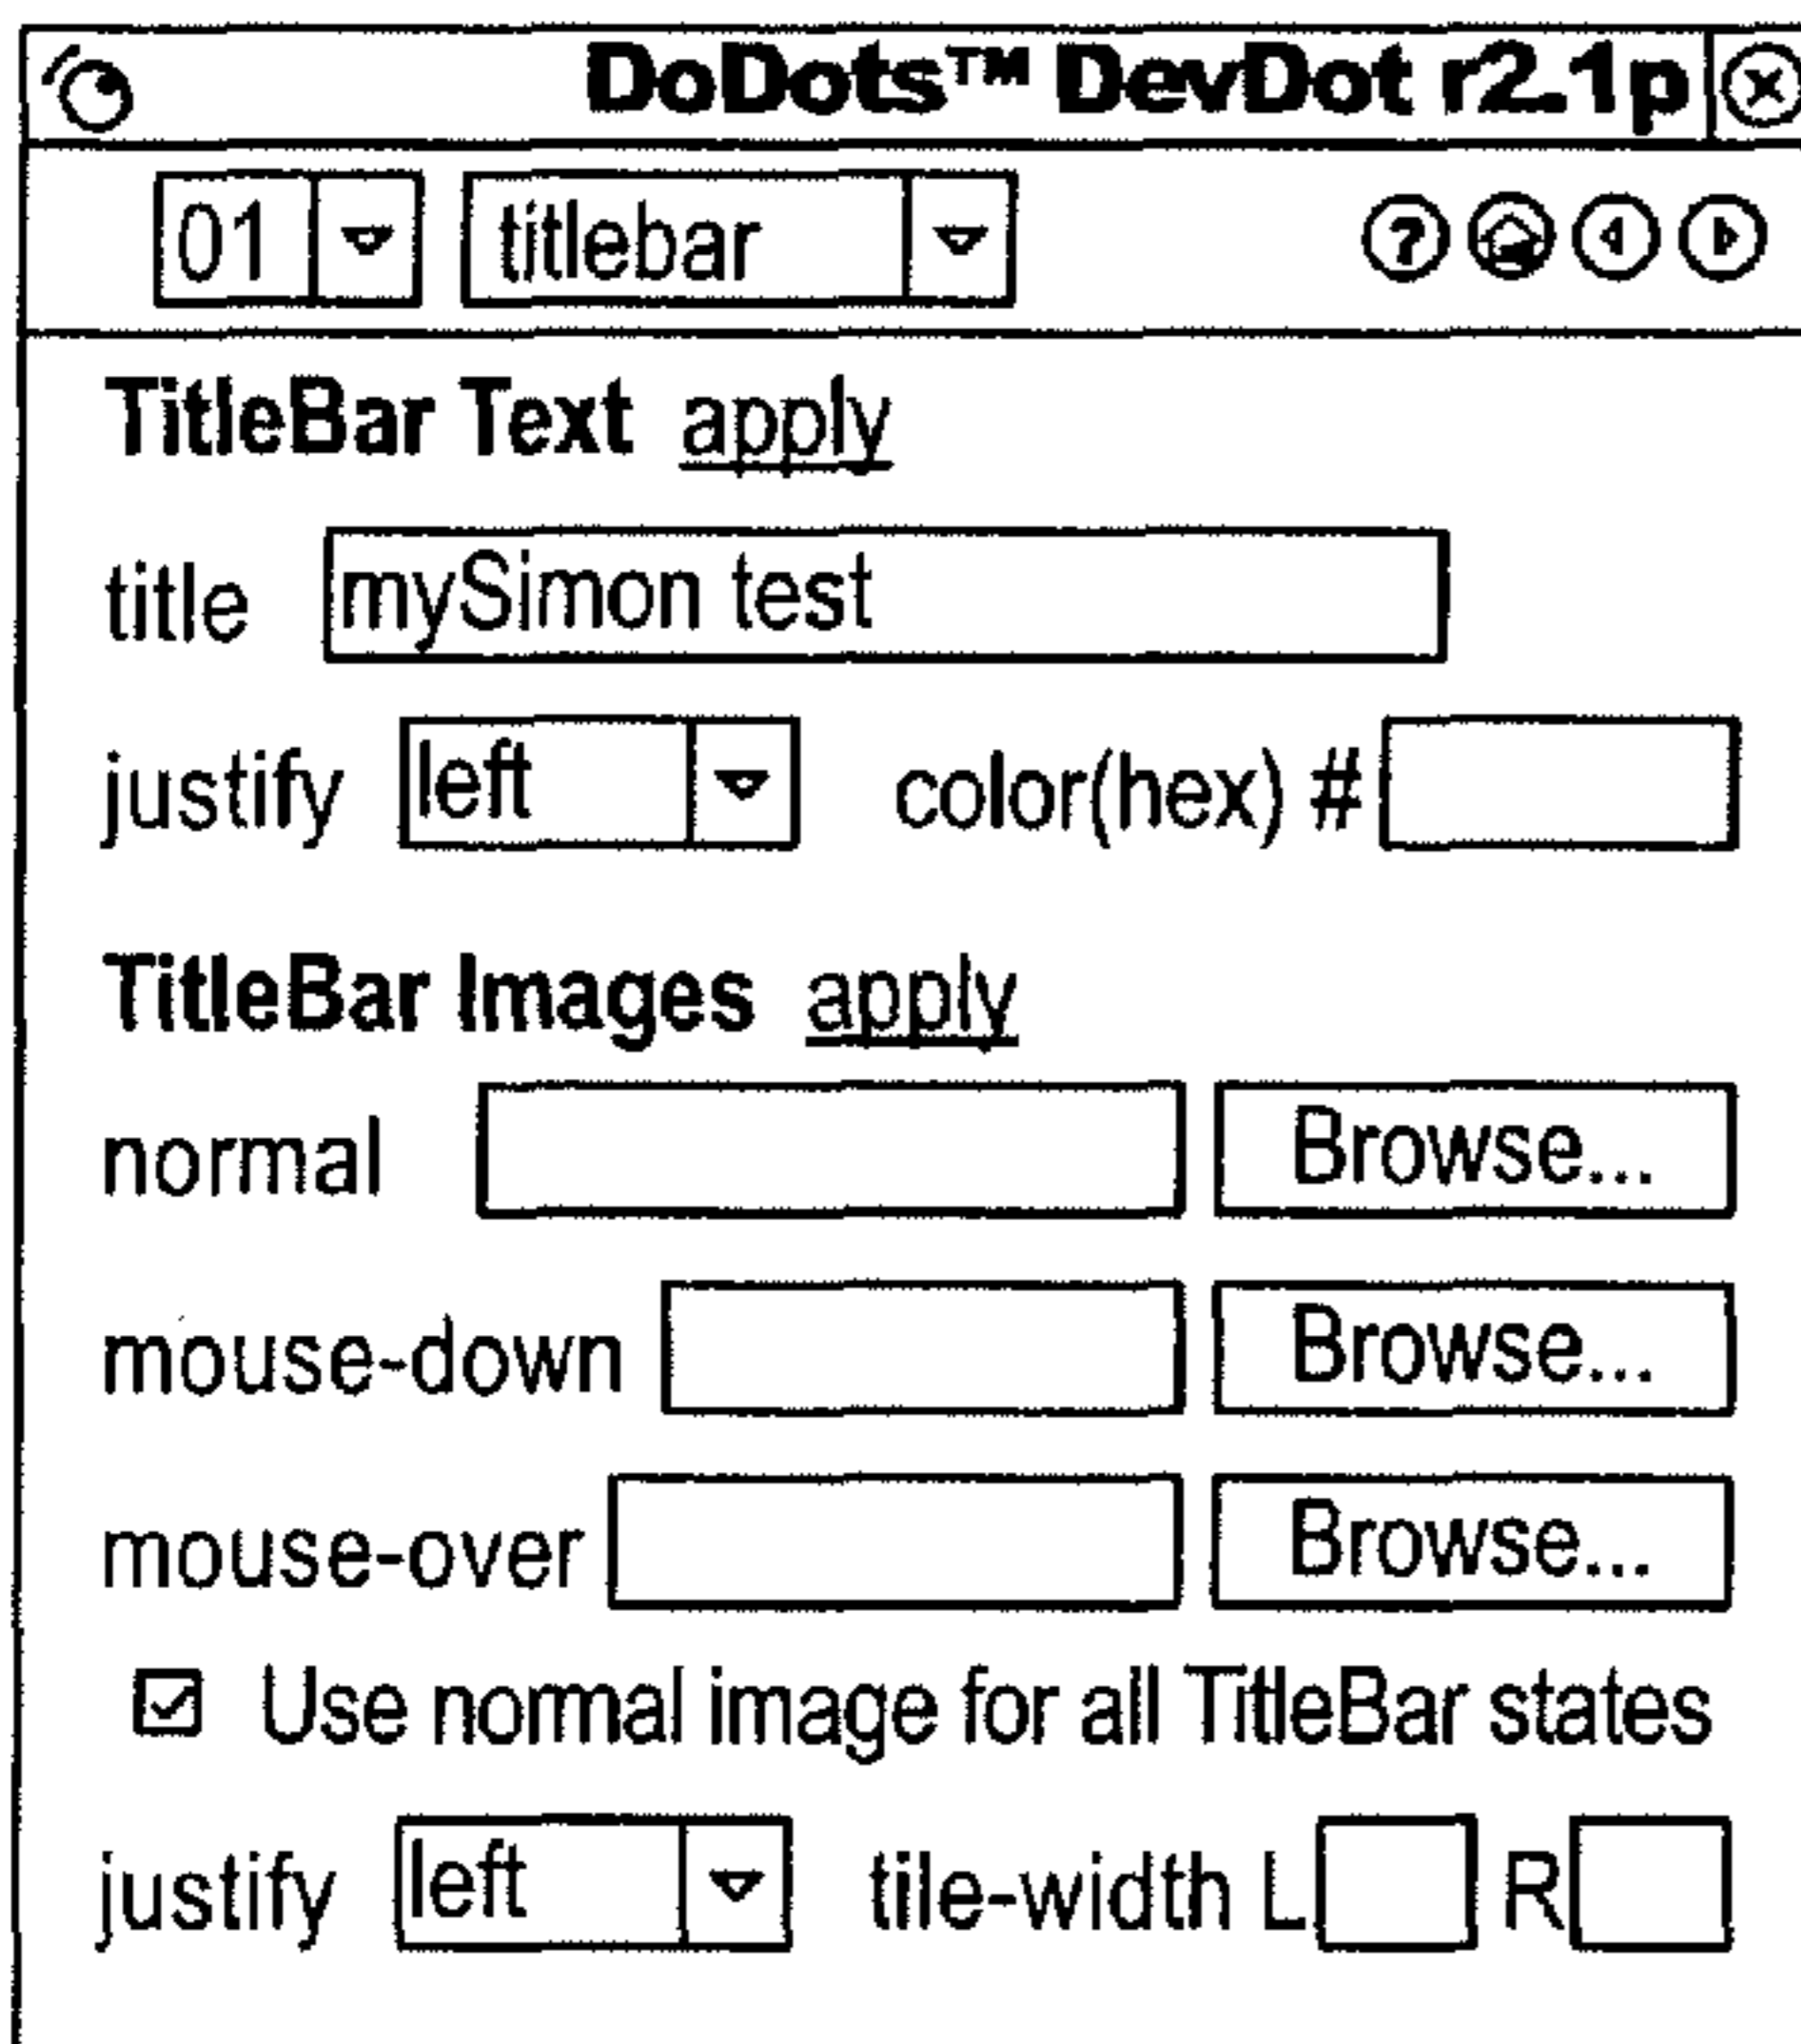 DoDots™ DevDot r2.1p
01 titlebar ?
TitleBar Text apply
title mySimon test
justify left color(hex) #
TitleBar Images apply
normal Browse...
mouse-down Browse...
mouse-over Browse...
Use normal image for all TitleBar states
justify left tile-width L R